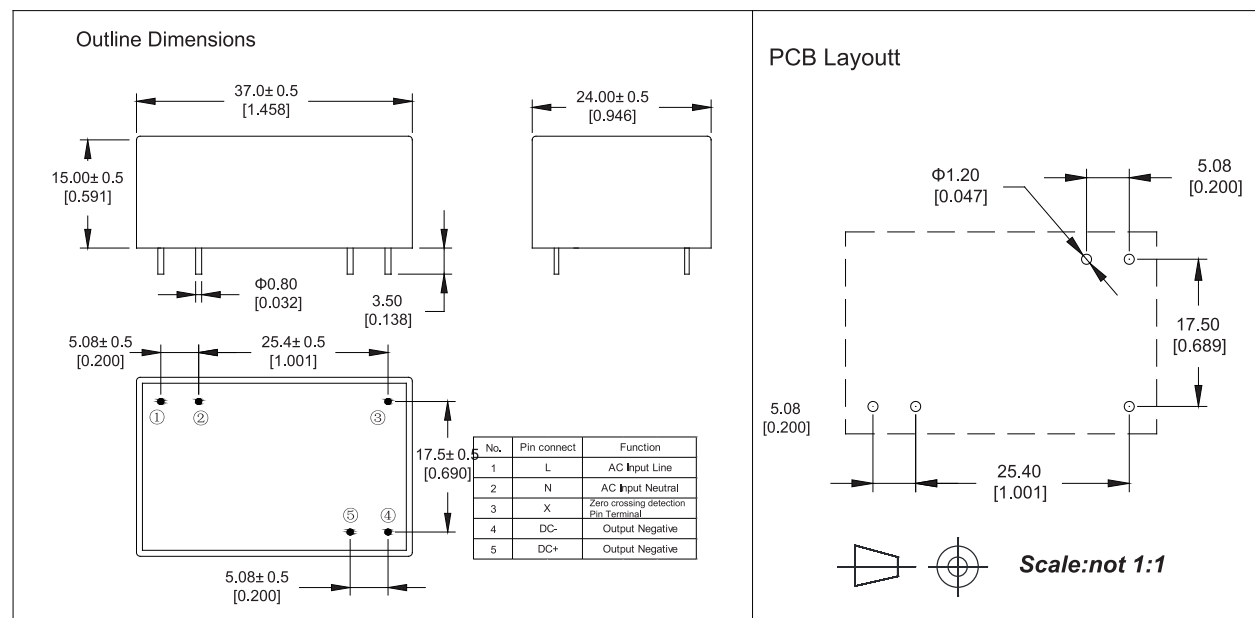 Outline Dimensions
37.0± 0.5
[1.458]
24.00± 0.5
[0.946]
15.00± 0.5
[0.591]
Φ0.80
[0.032]
3.50
[0.138]
5.08± 0.5
[0.200]
25.4± 0.5
[1.001]
① ② ③
17.5± 0.5
[0.690]
⑤ ④
5.08± 0.5
[0.200]
No. Pin connect Function
1 L AC Input Line
2 N AC Input Neutral
3 X Zero crossing detection
Pin Terminal
4 DC- Output Negative
5 DC+ Output Negative
PCB Layoutt
Φ1.20
[0.047]
5.08
[0.200]
17.50
[0.689]
5.08
[0.200]
25.40
[1.001]
Scale:not 1:1